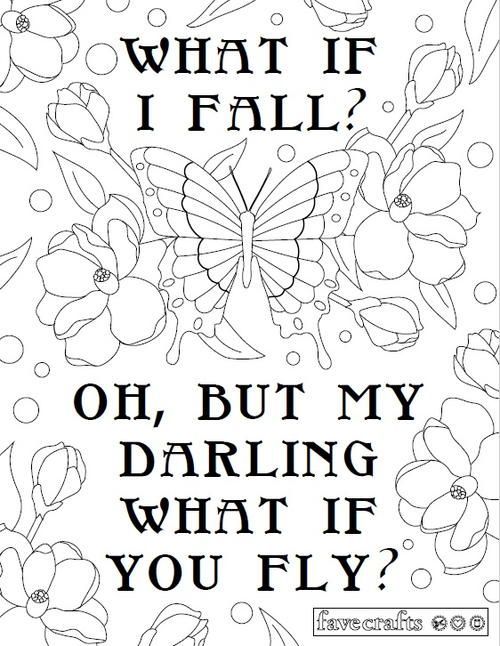 WHAT IF
I FALL?
OH, BUT MY
DARLING
WHAT IF
YOU FLY?
favecrafts